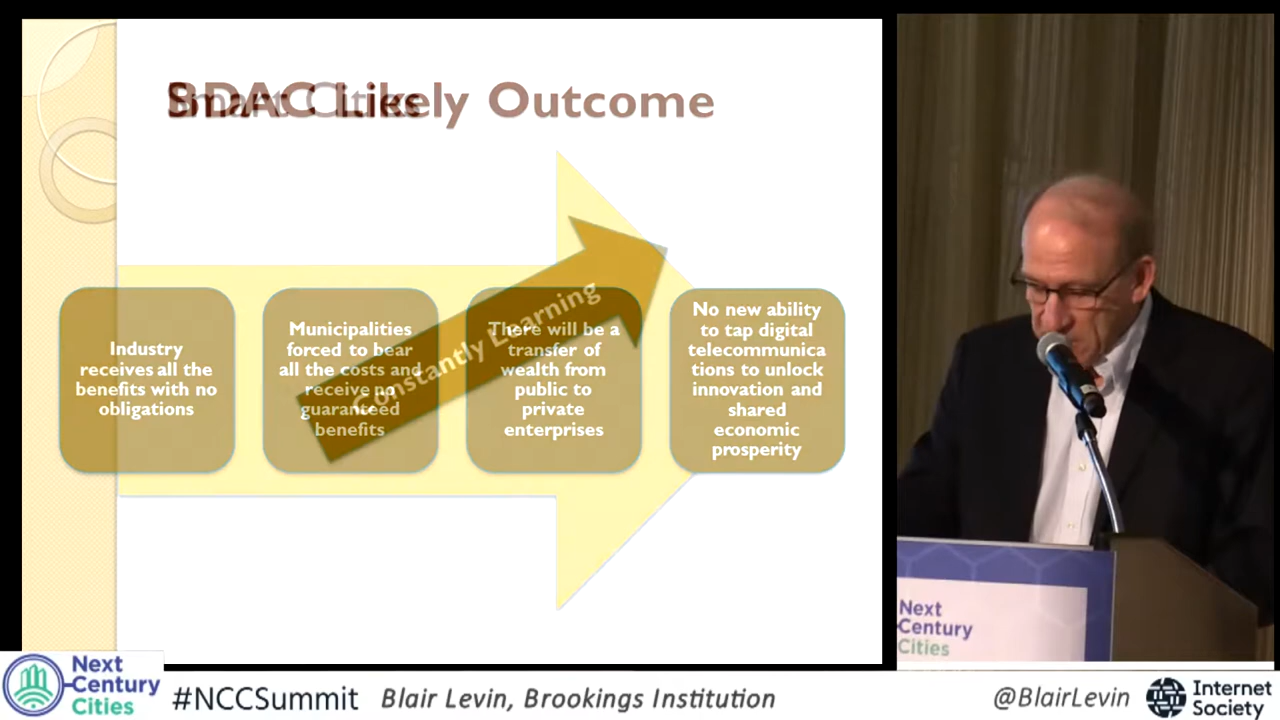 BDAC Likely Outcome
Smart Cities
Industry
receives all the
benefits with no
obligations
Municipalities
forced to bear
all the costs and
receive no
guaranteed
benefits
There will be a
transfer of
wealth from
public to
private
enterprises
No new ability
to tap digital
telecommunica
tions to unlock
innovation and
shared
economic
prosperity
Constantly Learning
Next
Century
Cities
Next
Century
Cities
#NCCSummit
Blair Levin, Brookings Institution
@BlairLevin
Internet
Society